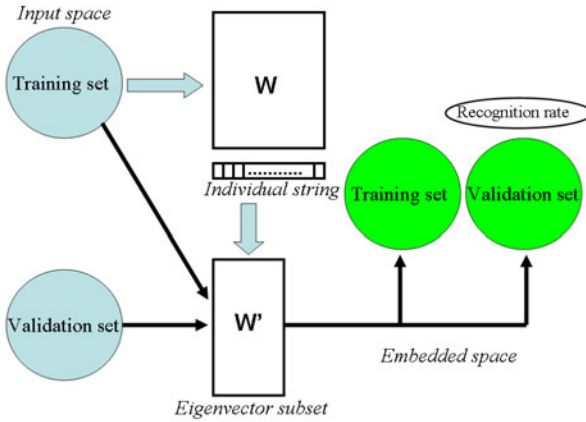 Input space
Training set
W
Recognition rate
...........
Individual string
Training set
Validation set
Validation set
W'
Embedded space
Eigenvector subset